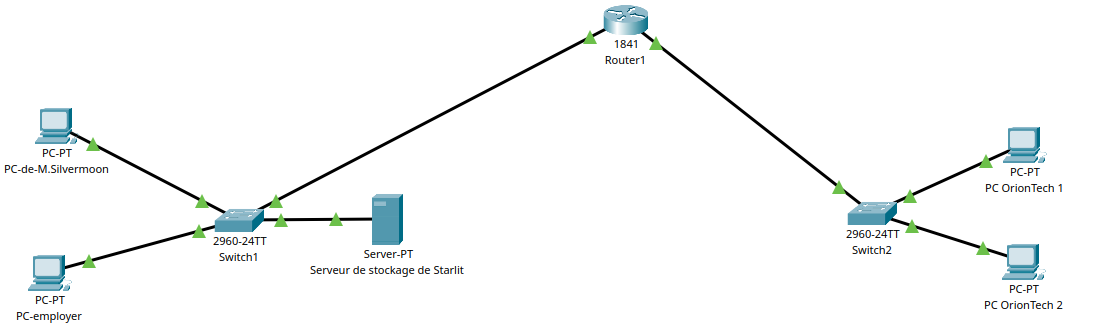 1841
Router1
PC-PT
PC-de-M.Silvermoon
2960-24TT
Switch1
Server-PT
Serveur de stockage de Starlit
PC-PT
PC-employer
PC-PT
PC OrionTech 1
2960-24TT
Switch2
PC-PT
PC OrionTech 2